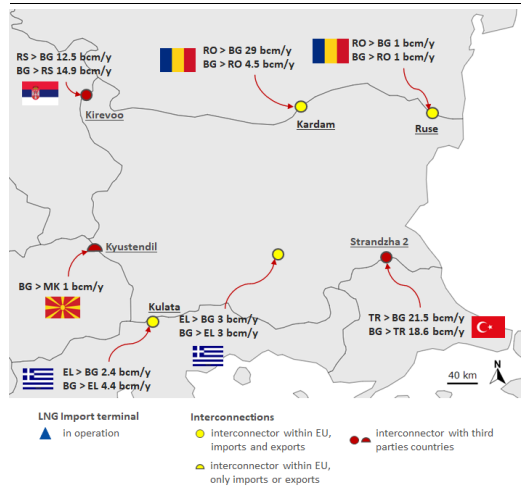 RS > BG 12.5 bcm/y
BG > RS 14.9 bcm/y
Kirevoo
RO > BG 29 bcm/y
BG > RO 4.5 bcm/y
Kardam
RO > BG 1 bcm/y
BG > RO 1 bcm/y
Ruse
Kyustendil
BG > MK 1 bcm/y
Kulata
EL > BG 3 bcm/y
BG > EL 3 bcm/y
Strandzha 2
TR > BG 21.5 bcm/y
BG > TR 18.6 bcm/y
EL > BG 2.4 bcm/y
BG > EL 4.4 bcm/y
40 km
N
LNG Import terminal
in operation
Interconnections
interconnector within EU,
imports and exports
interconnector within EU,
only imports or exports
interconnector with third
parties countries